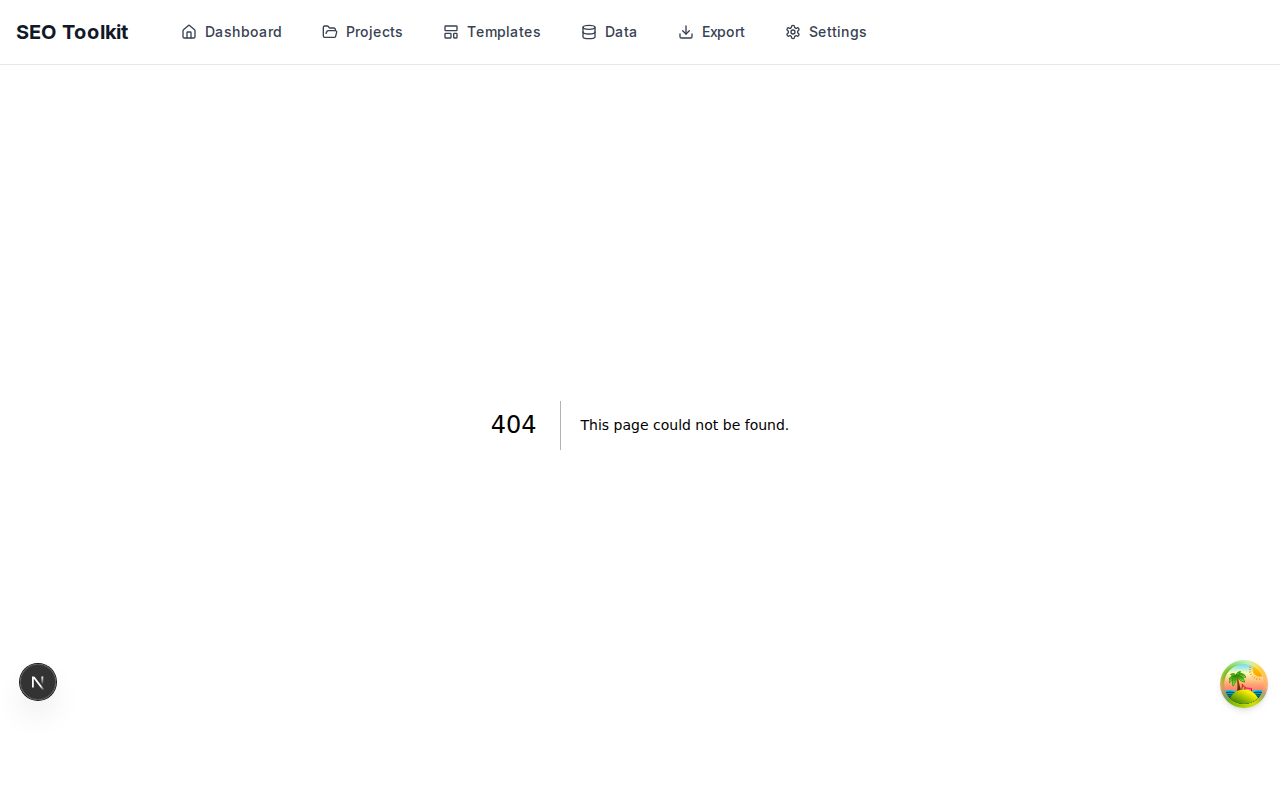 SEO Toolkit
Dashboard
Projects
Templates
Data
Export
Settings
404
This page could not be found.
N